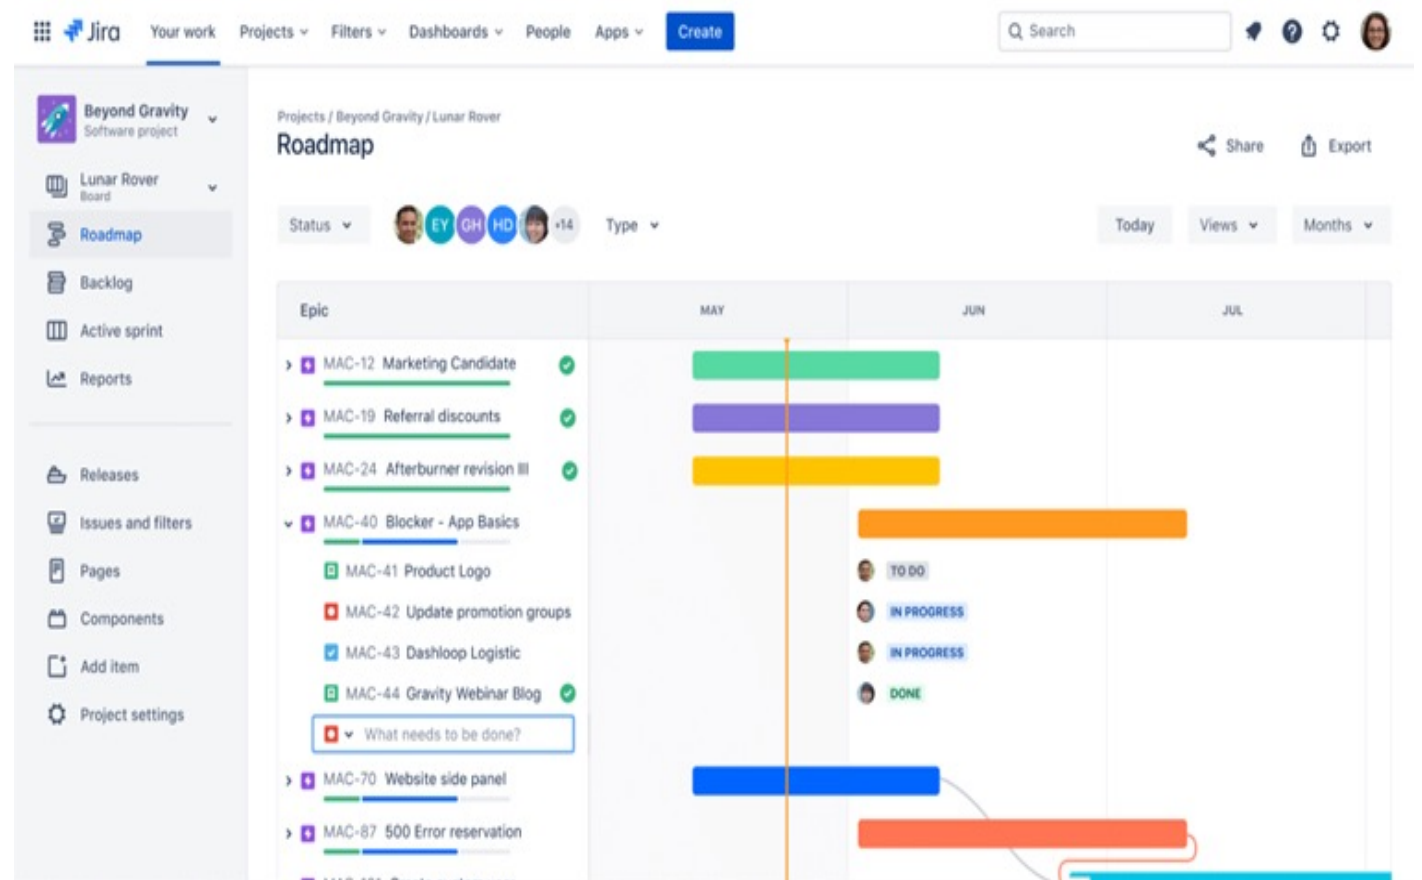 Jira Your work Projects Filters Dashboards People Apps Create Search
Beyond Gravity
Software project
Lunar Rover
Board
Roadmap
Backlog
Active sprint
Reports
Releases
Issues and filters
Pages
Components
Add item
Project settings
Projects / Beyond Gravity / Lunar Rover
Roadmap
Share Export
Status EY GH HD +14 Type Today Views Months
Epic MAY JUN JUL
MAC-12 Marketing Candidate
MAC-19 Referral discounts
MAC-24 Afterburner revision III
MAC-40 Blocker - App Basics
MAC-41 Product Logo TO DO
MAC-42 Update promotion groups IN PROGRESS
MAC-43 Dashloop Logistic IN PROGRESS
MAC-44 Gravity Webinar Blog DONE
What needs to be done?
MAC-70 Website side panel
MAC-87 500 Error reservation